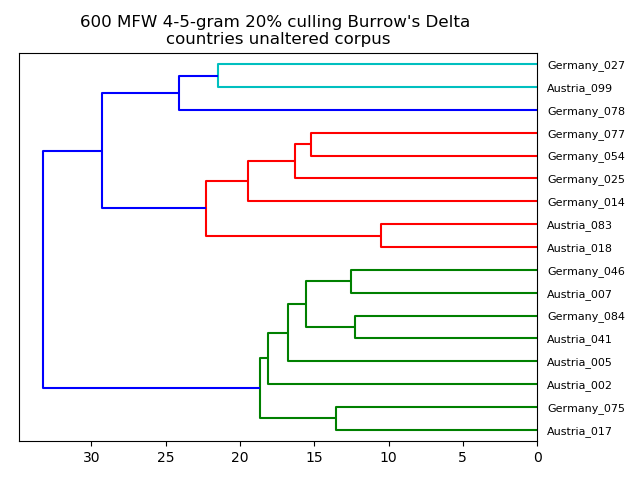 600 MFW 4-5-gram 20% culling Burrow's Delta
countries unaltered corpus
Germany_027
Austria_099
Germany_078
Germany_077
Germany_054
Germany_025
Germany_014
Austria_083
Austria_018
Germany_046
Austria_007
Germany_084
Austria_041
Austria_005
Austria_002
Germany_075
Austria_017
30 25 20 15 10 5 0